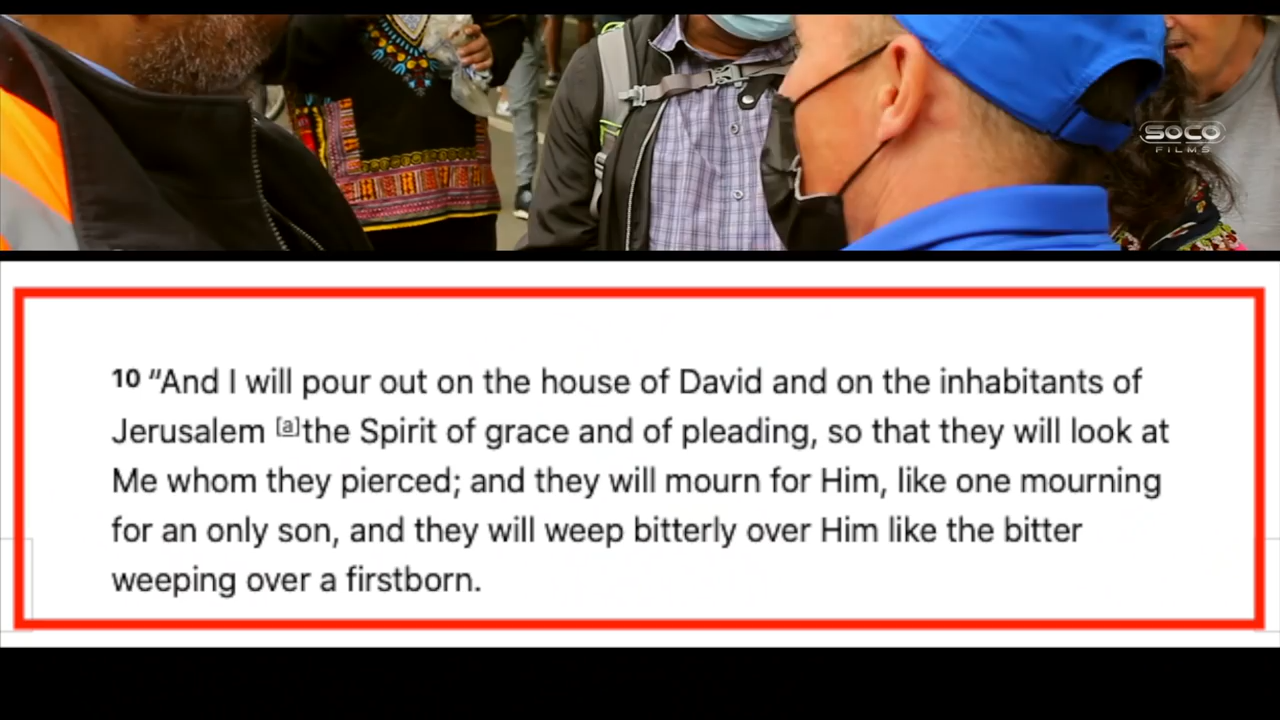 SOCO
FILMS
10 “And I will pour out on the house of David and on the inhabitants of
Jerusalem [a]the Spirit of grace and of pleading, so that they will look at
Me whom they pierced; and they will mourn for Him, like one mourning
for an only son, and they will weep bitterly over Him like the bitter
weeping over a firstborn.